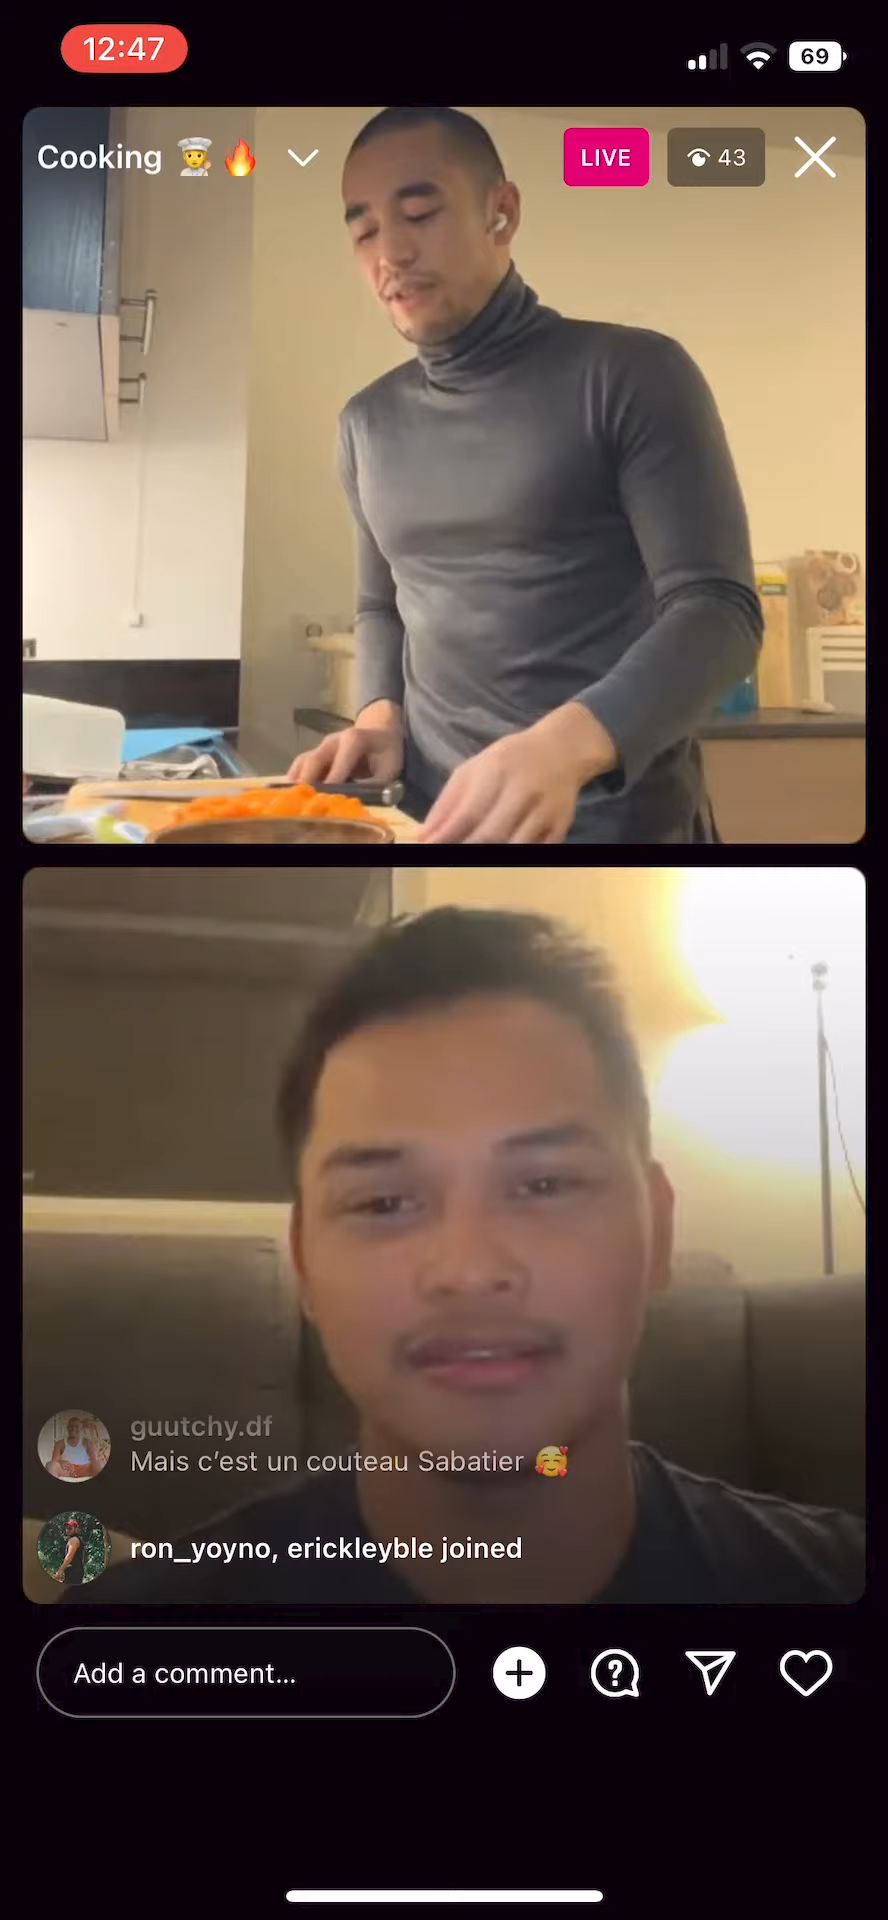 12:47
69
Cooking 👨‍🍳🔥
LIVE
43
guutchy.df
Mais c’est un couteau Sabatier 🥰
ron_yoyno, erickleyble joined
Add a comment...